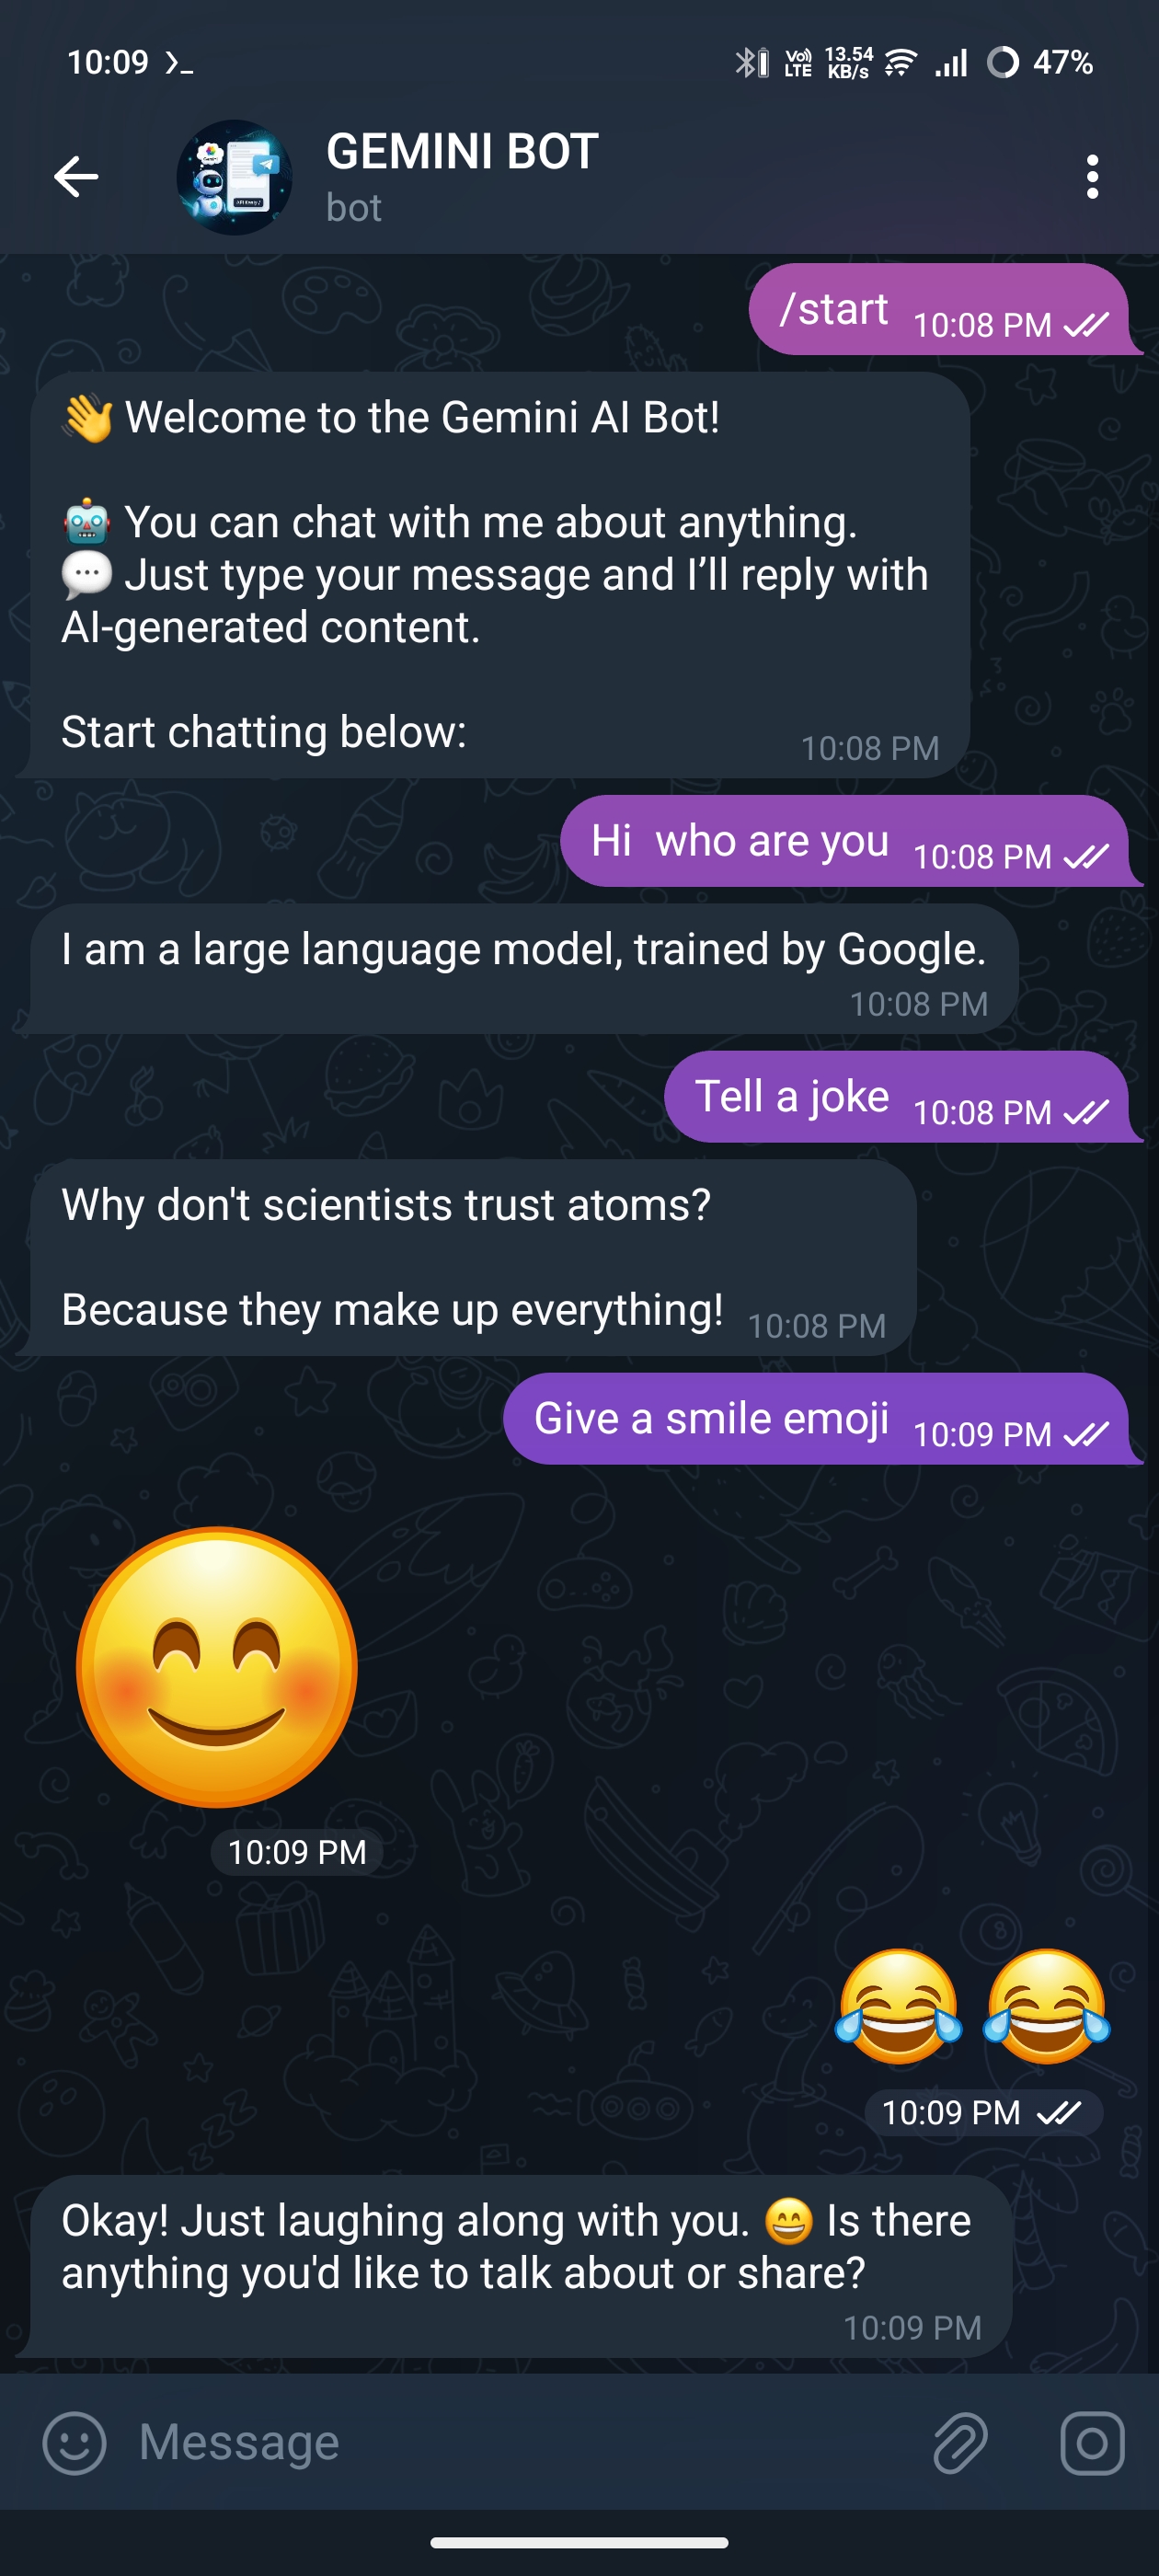 10:09
Vo) LTE
13.54 KB/s
47%
GEMINI BOT
bot
/start 10:08 PM
👋 Welcome to the Gemini AI Bot!
🤖 You can chat with me about anything.
💬 Just type your message and I’ll reply with
AI-generated content.
Start chatting below: 10:08 PM
Hi  who are you 10:08 PM
I am a large language model, trained by Google.
10:08 PM
Tell a joke 10:08 PM
Why don't scientists trust atoms?
Because they make up everything! 10:08 PM
Give a smile emoji 10:09 PM
😊
10:09 PM
😂😂
10:09 PM
Okay! Just laughing along with you. 😄 Is there
anything you'd like to talk about or share?
10:09 PM
Message